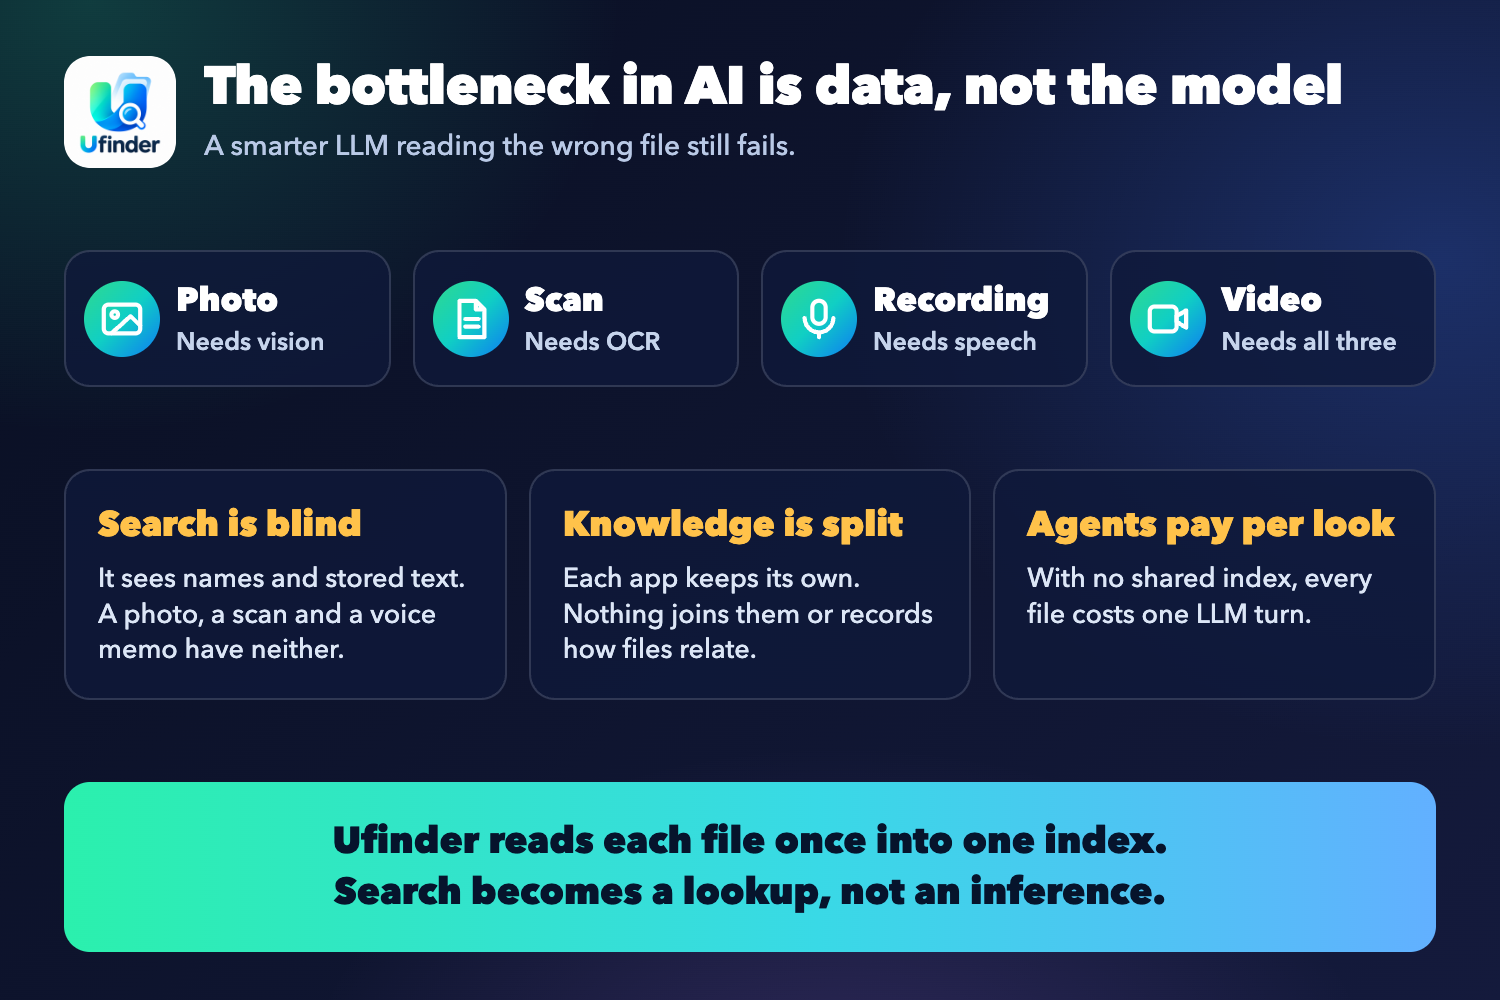 Ufinder
The bottleneck in AI is data, not the model
A smarter LLM reading the wrong file still fails.
Photo
Needs vision
Scan
Needs OCR
Recording
Needs speech
Video
Needs all three
Search is blind
It sees names and stored text.
A photo, a scan and a voice
memo have neither.
Knowledge is split
Each app keeps its own.
Nothing joins them or records
how files relate.
Agents pay per look
With no shared index, every
file costs one LLM turn.
Ufinder reads each file once into one index.
Search becomes a lookup, not an inference.